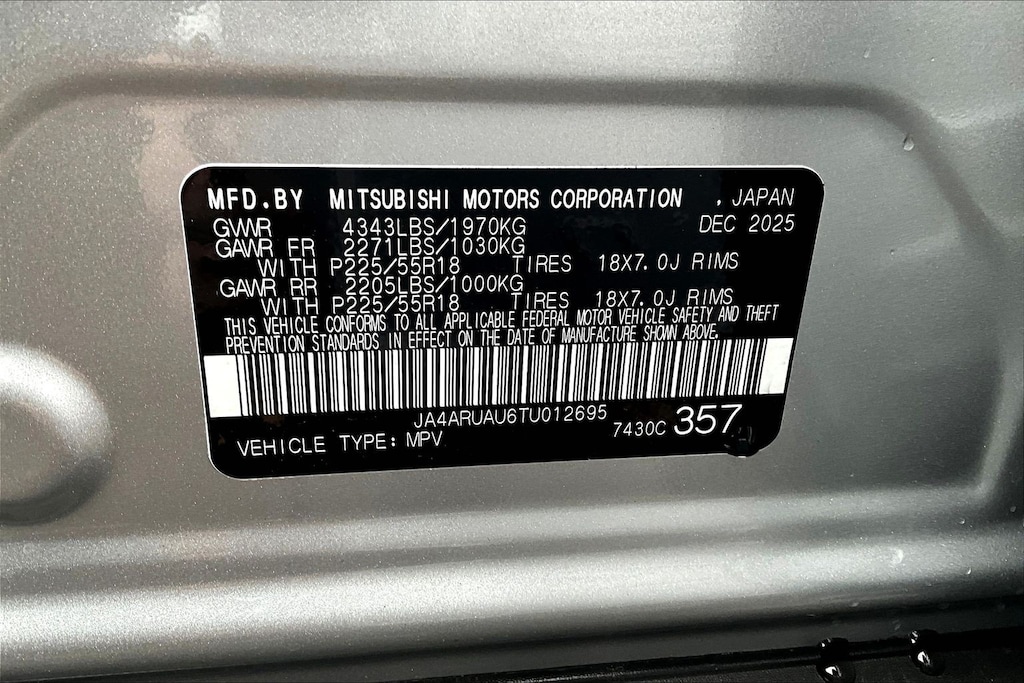 MFD.BY MITSUBISHI MOTORS CORPORATION , JAPAN
GVWR 4343LBS/1970KG DEC 2025
GAWR FR 2271LBS/1030KG
WITH P225/55R18 TIRES 18X7.0J RIMS
GAWR RR 2205LBS/1000KG
WITH P225/55R18 TIRES 18X7.0J RIMS
THIS VEHICLE CONFORMS TO ALL APPLICABLE FEDERAL MOTOR VEHICLE SAFETY AND THEFT
PREVENTION STANDARDS IN EFFECT ON THE DATE OF MANUFACTURE SHOWN ABOVE.
JA4ARUAU6TU012695
VEHICLE TYPE: MPV 7430C 357